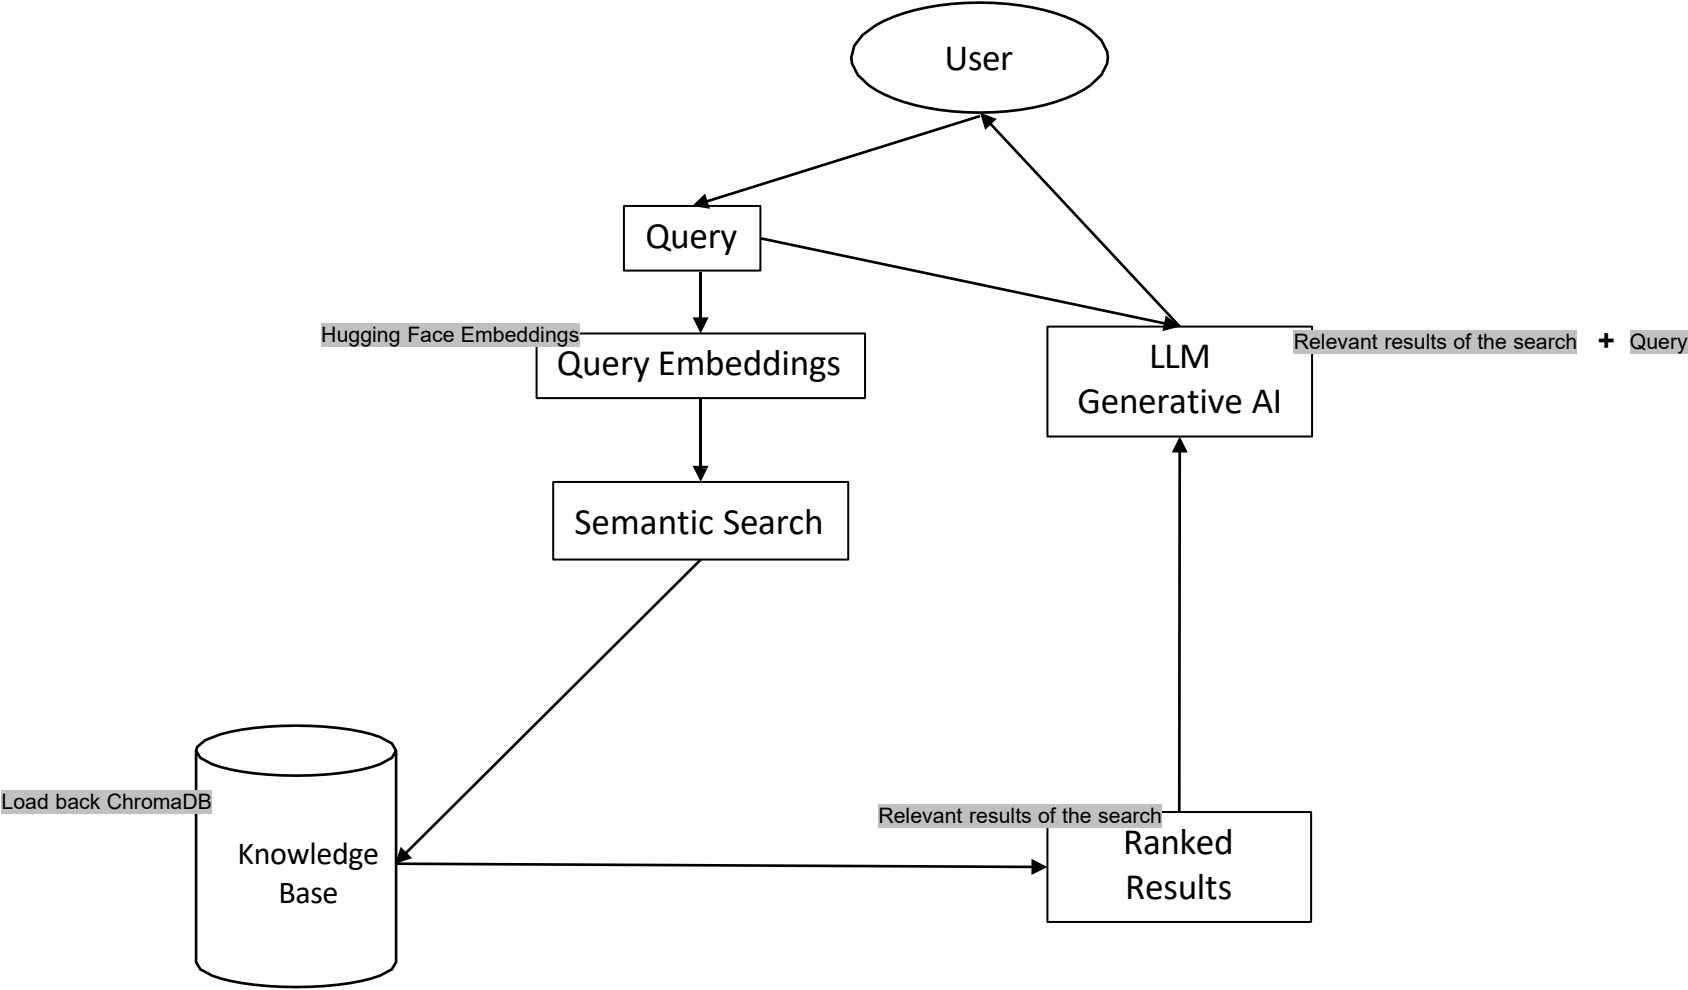 User
Query
Hugging Face Embeddings
Query Embeddings
LLM
Generative AI
Relevant results of the search + Query
Semantic Search
Load back ChromaDB
Knowledge
Base
Relevant results of the search
Ranked
Results